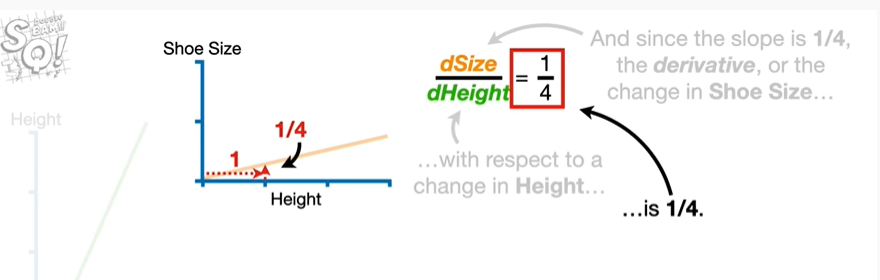 SQ!
Height
Shoe Size
1
1/4
Height
dSize
dHeight
=
1
4
And since the slope is 1/4,
the derivative, or the
change in Shoe Size...
...with respect to a
change in Height...
...is 1/4.